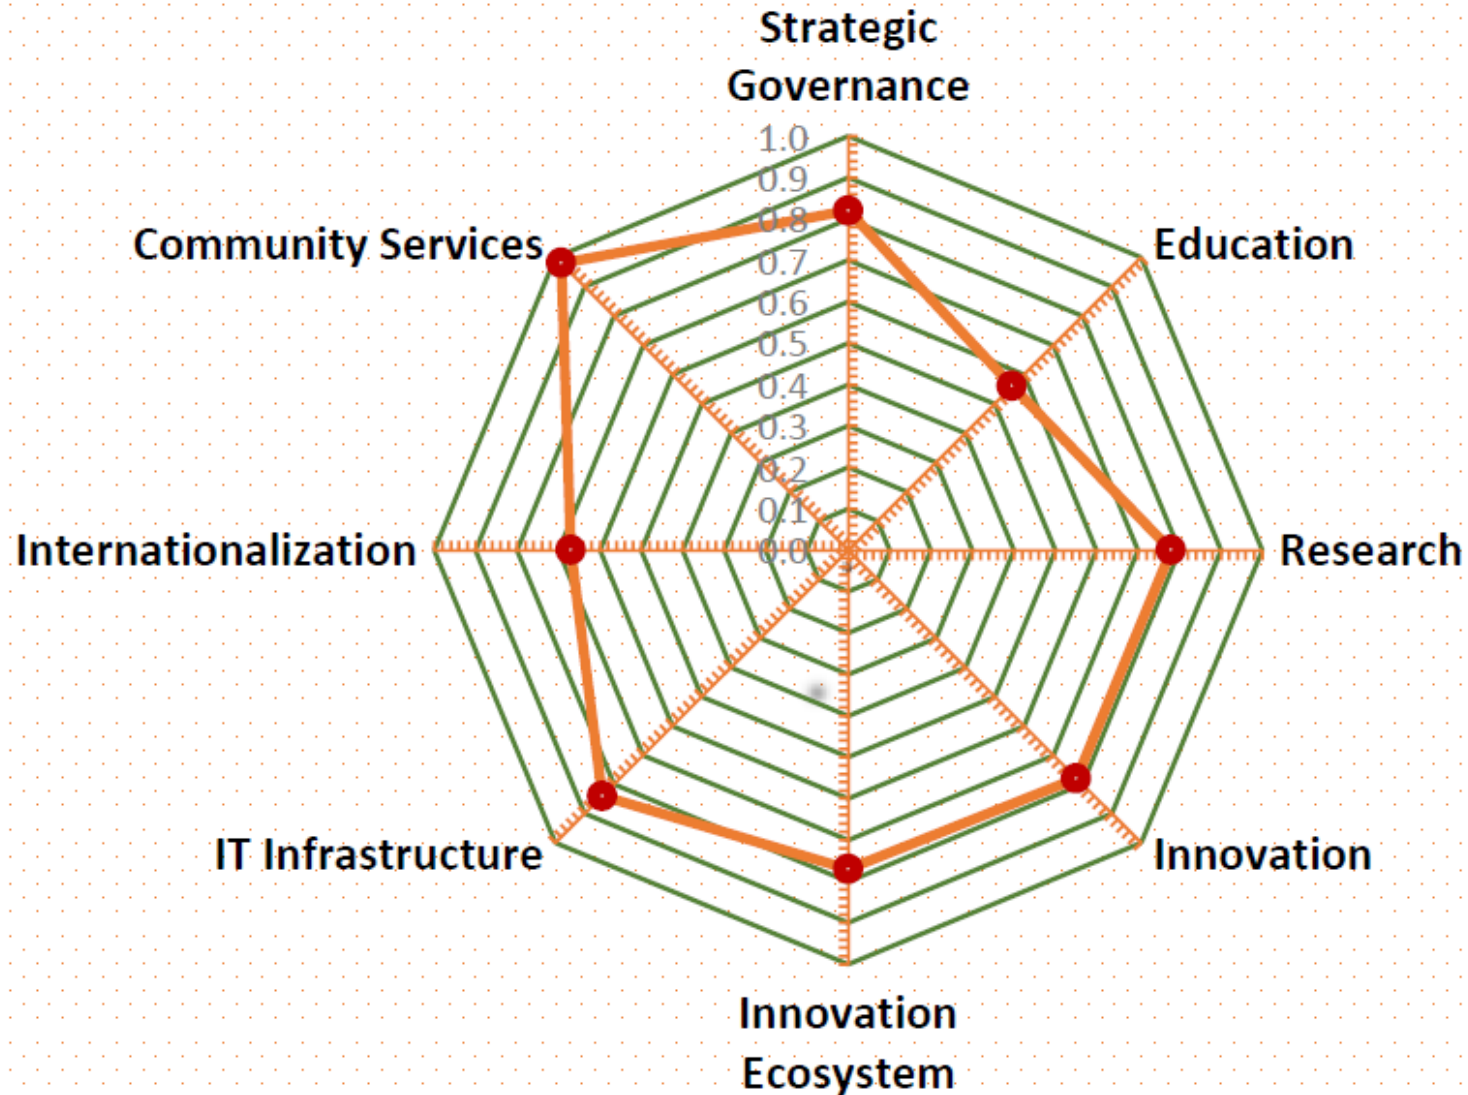 Strategic
Governance
1.0
0.9
0.8
0.7
0.6
0.5
0.4
0.3
0.2
0.1
0.0
Community Services
Education
Internationalization
Research
IT Infrastructure
Innovation
Innovation
Ecosystem